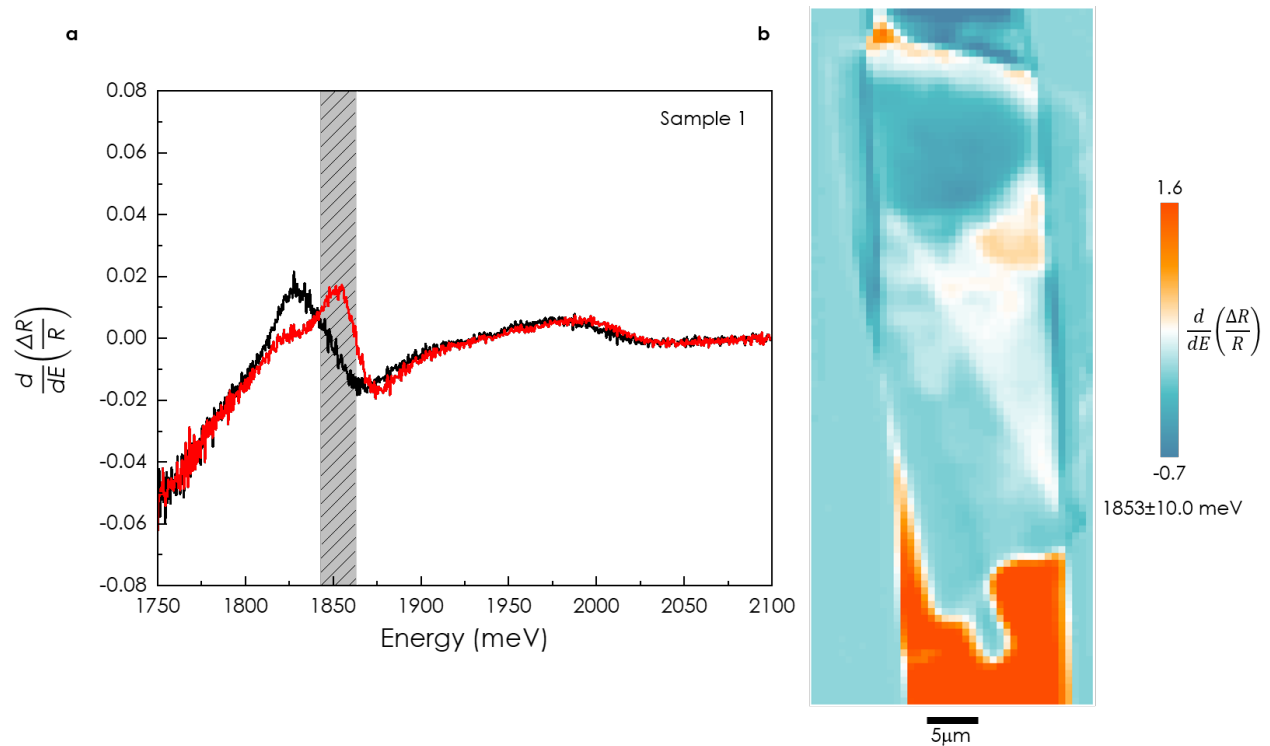 a
b
Sample 1
0.08
0.06
0.04
0.02
0.00
-0.02
-0.04
-0.06
-0.08
d/dE (ΔR/R)
1750 1800 1850 1900 1950 2000 2050 2100
Energy (meV)
1.6
d/dE (ΔR/R)
-0.7
1853±10.0 meV
5μm